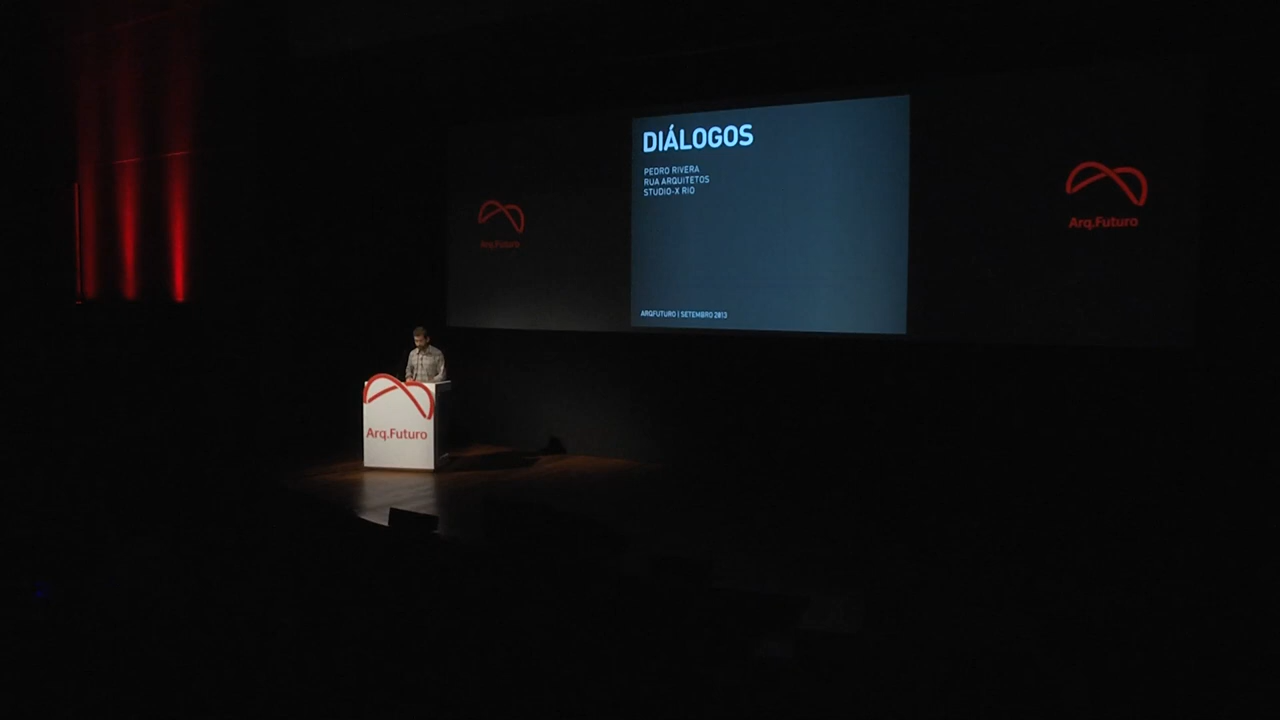 DIÁLOGOS
PEDRO RIVERA
RUA ARQUITETOS
STUDIO-X RIO
ARQFUTURO | SETEMBRO 2013
Arq.Futuro
Arq.Futuro
Arq.Futuro